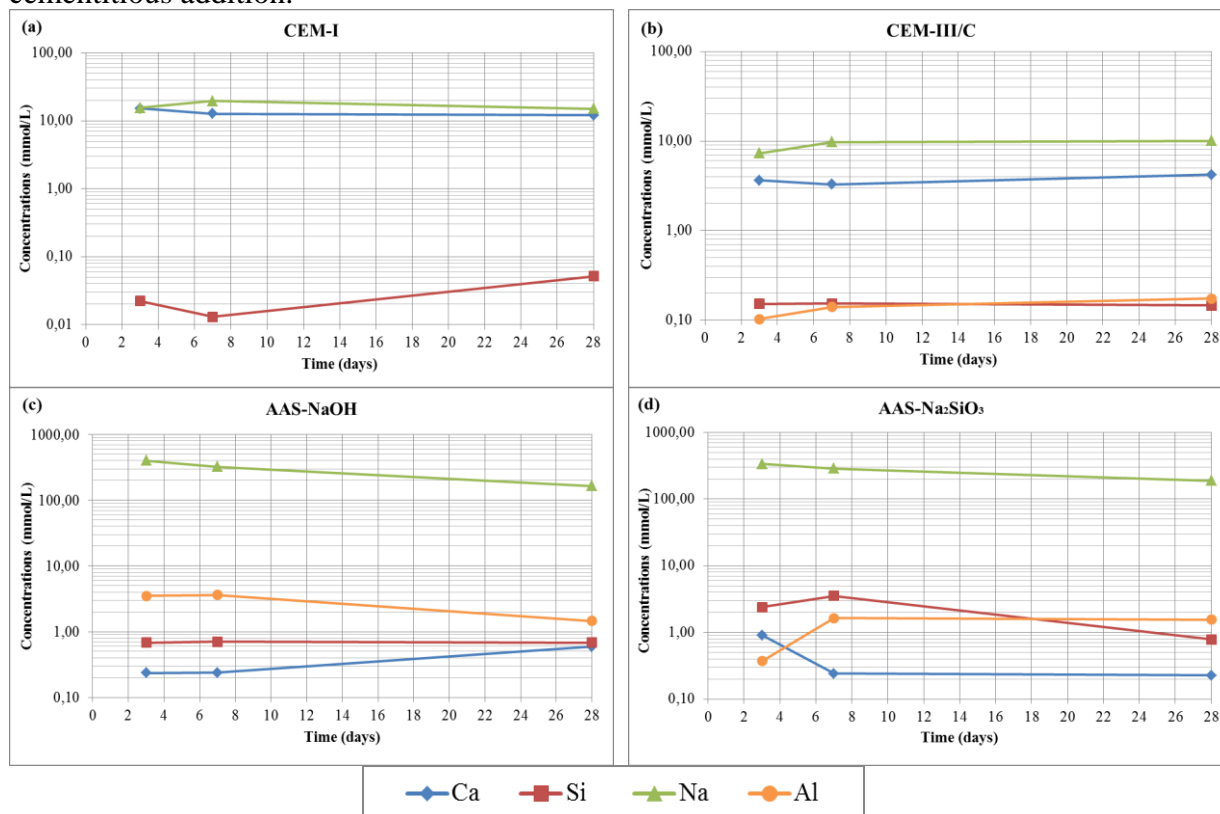 cementitious addition.
(a) CEM-I
100,00
10,00
1,00
0,10
0,01
Concentrations (mmol/L)
0 2 4 6 8 10 12 14 16 18 20 22 24 26 28
Time (days)
(b) CEM-III/C
100,00
10,00
1,00
0,10
Concentrations (mmol/L)
0 2 4 6 8 10 12 14 16 18 20 22 24 26 28
Time (days)
(c) AAS-NaOH
1000,00
100,00
10,00
1,00
0,10
Concentrations (mmol/L)
0 2 4 6 8 10 12 14 16 18 20 22 24 26 28
Time (days)
(d) AAS-Na₂SiO₃
1000,00
100,00
10,00
1,00
0,10
Concentrations (mmol/L)
0 2 4 6 8 10 12 14 16 18 20 22 24 26 28
Time (days)
Ca Si Na Al